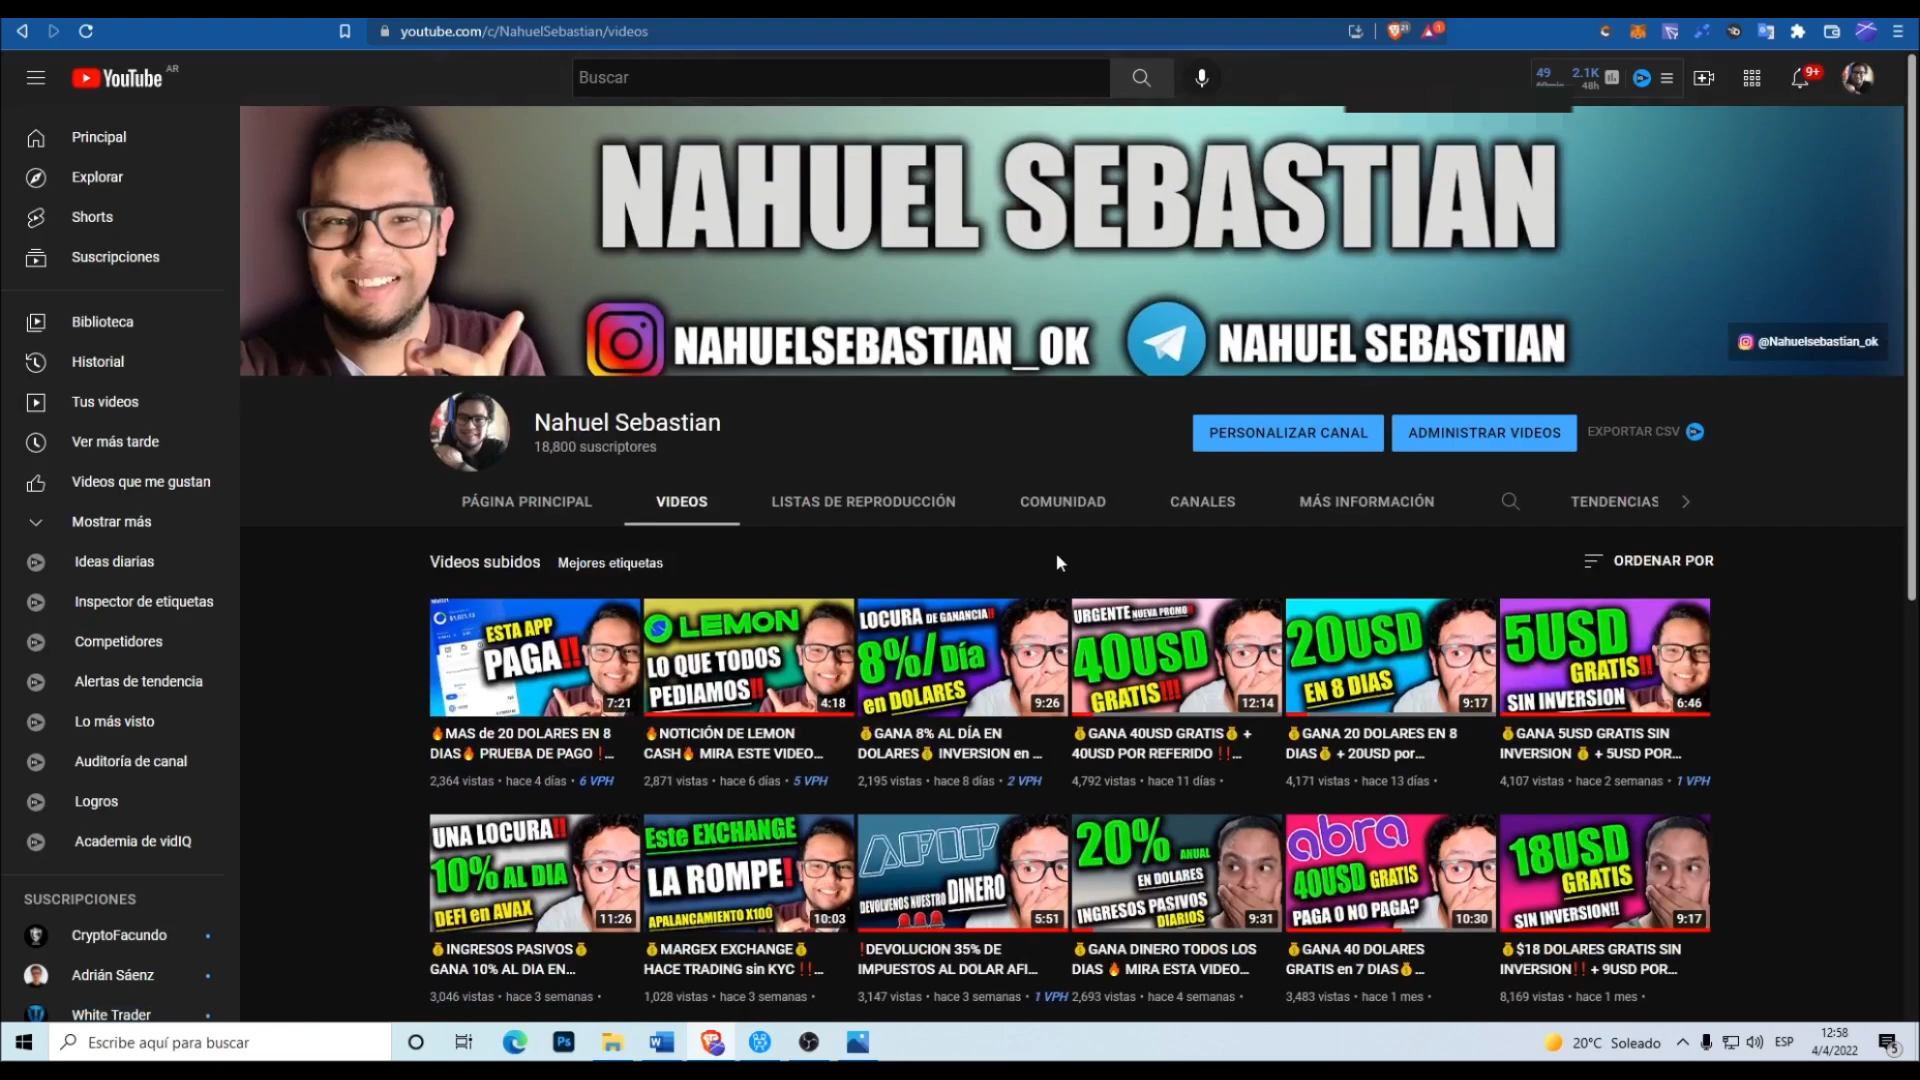 youtube.com/c/NahuelSebastian/videos
YouTube AR
Buscar
49
2.1K
48h
9+
Principal
Explorar
Shorts
Suscripciones
Biblioteca
Historial
Tus videos
Ver más tarde
Videos que me gustan
Mostrar más
Ideas diarias
Inspector de etiquetas
Competidores
Alertas de tendencia
Lo más visto
Auditoría de canal
Logros
Academia de vidIQ
SUSCRIPCIONES
CryptoFacundo
Adrián Sáenz
White Trader
NAHUEL SEBASTIAN
NAHUELSEBASTIAN_OK
NAHUEL SEBASTIAN
@Nahuelsebastian_ok
Nahuel Sebastian
18,800 suscriptores
PERSONALIZAR CANAL
ADMINISTRAR VIDEOS
EXPORTAR CSV
PÁGINA PRINCIPAL
VIDEOS
LISTAS DE REPRODUCCIÓN
COMUNIDAD
CANALES
MÁS INFORMACIÓN
TENDENCIAS
Videos subidos
Mejores etiquetas
ORDENAR POR
ESTA APP
PAGA!!
7:21
🔥MAS de 20 DOLARES EN 8
DIAS🔥 PRUEBA DE PAGO❗...
2,364 vistas • hace 4 días • 6 VPH
LEMON
LO QUE TODOS
PEDIAMOS!!
4:18
🔥NOTICIÓN DE LEMON
CASH🔥 MIRA ESTE VIDEO...
2,871 vistas • hace 6 días • 5 VPH
LOCURA DE GANANCIA!!
8%/Día
en DOLARES
9:26
💰GANA 8% AL DÍA EN
DOLARES💰 INVERSION en ...
2,195 vistas • hace 8 días • 2 VPH
URGENTE NUEVA PROMO!!
40USD
GRATIS!!!
12:14
💰GANA 40USD GRATIS💰 +
40USD POR REFERIDO ‼️...
4,792 vistas • hace 11 días •
20USD
EN 8 DIAS
9:17
💰GANA 20 DOLARES EN 8
DIAS💰 + 20USD por...
4,171 vistas • hace 13 días •
5USD
GRATIS!!
SIN INVERSION
6:46
💰GANA 5USD GRATIS SIN
INVERSION 💰 + 5USD POR...
4,107 vistas • hace 2 semanas • 1 VPH
UNA LOCURA!!
10% AL DIA
DEFI en AVAX
11:26
💰INGRESOS PASIVOS💰
GANA 10% AL DIA EN...
3,046 vistas • hace 3 semanas •
Este EXCHANGE
LA ROMPE!
APALANCAMIENTO X100
10:03
💰MARGEX EXCHANGE💰
HACE TRADING sin KYC ‼️...
1,028 vistas • hace 3 semanas •
AFIP
DEVOLVENOS NUESTRO DINERO
5:51
❗DEVOLUCION 35% DE
IMPUESTOS AL DOLAR AFI...
3,147 vistas • hace 3 semanas • 1 VPH
20% ANUAL
EN DOLARES
INGRESOS PASIVOS
DIARIOS
9:31
💰GANA DINERO TODOS LOS
DIAS 🔥 MIRA ESTA VIDEO...
2,693 vistas • hace 4 semanas •
abra
40USD GRATIS
PAGA O NO PAGA?
10:30
💰GANA 40 DOLARES
GRATIS en 7 DIAS💰...
3,483 vistas • hace 1 mes •
18USD
GRATIS
SIN INVERSION!!
9:17
💰$18 DOLARES GRATIS SIN
INVERSION‼️ + 9USD POR...
8,169 vistas • hace 1 mes •
Escribe aquí para buscar
20°C Soleado
ESP
12:58
4/4/2022
5